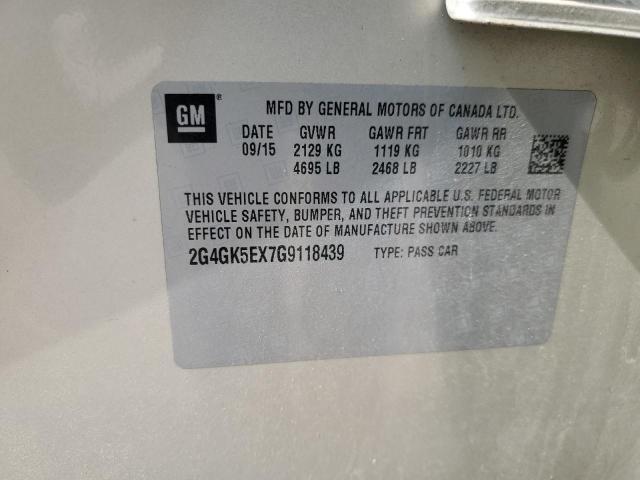 GM®
MFD BY GENERAL MOTORS OF CANADA LTD.
DATE GVWR GAWR FRT GAWR RR
09/15 2129 KG 1119 KG 1010 KG
4695 LB 2468 LB 2227 LB
THIS VEHICLE CONFORMS TO ALL APPLICABLE U.S. FEDERAL MOTOR
VEHICLE SAFETY, BUMPER, AND THEFT PREVENTION STANDARDS IN
EFFECT ON THE DATE OF MANUFACTURE SHOWN ABOVE.
2G4GK5EX7G9118439 TYPE: PASS CAR